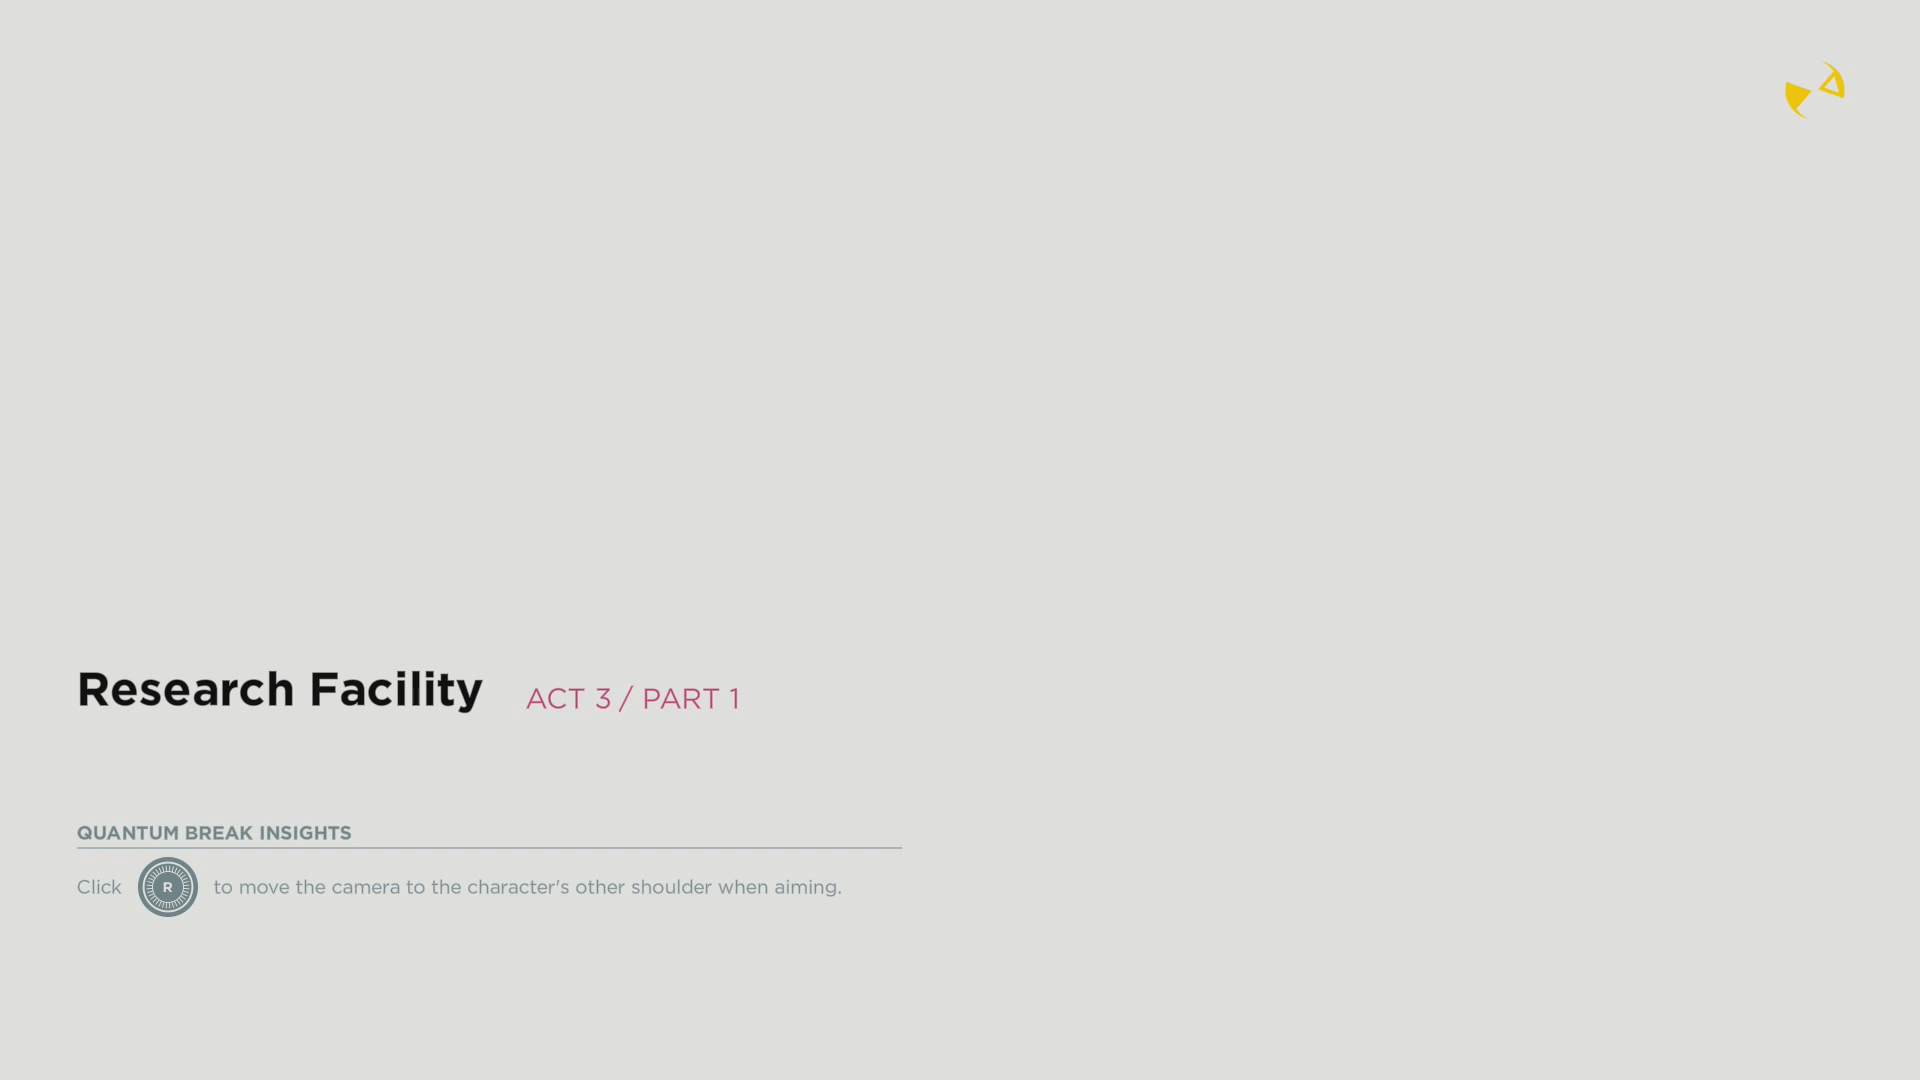 Research Facility ACT 3 / PART 1
QUANTUM BREAK INSIGHTS
Click R to move the camera to the character's other shoulder when aiming.